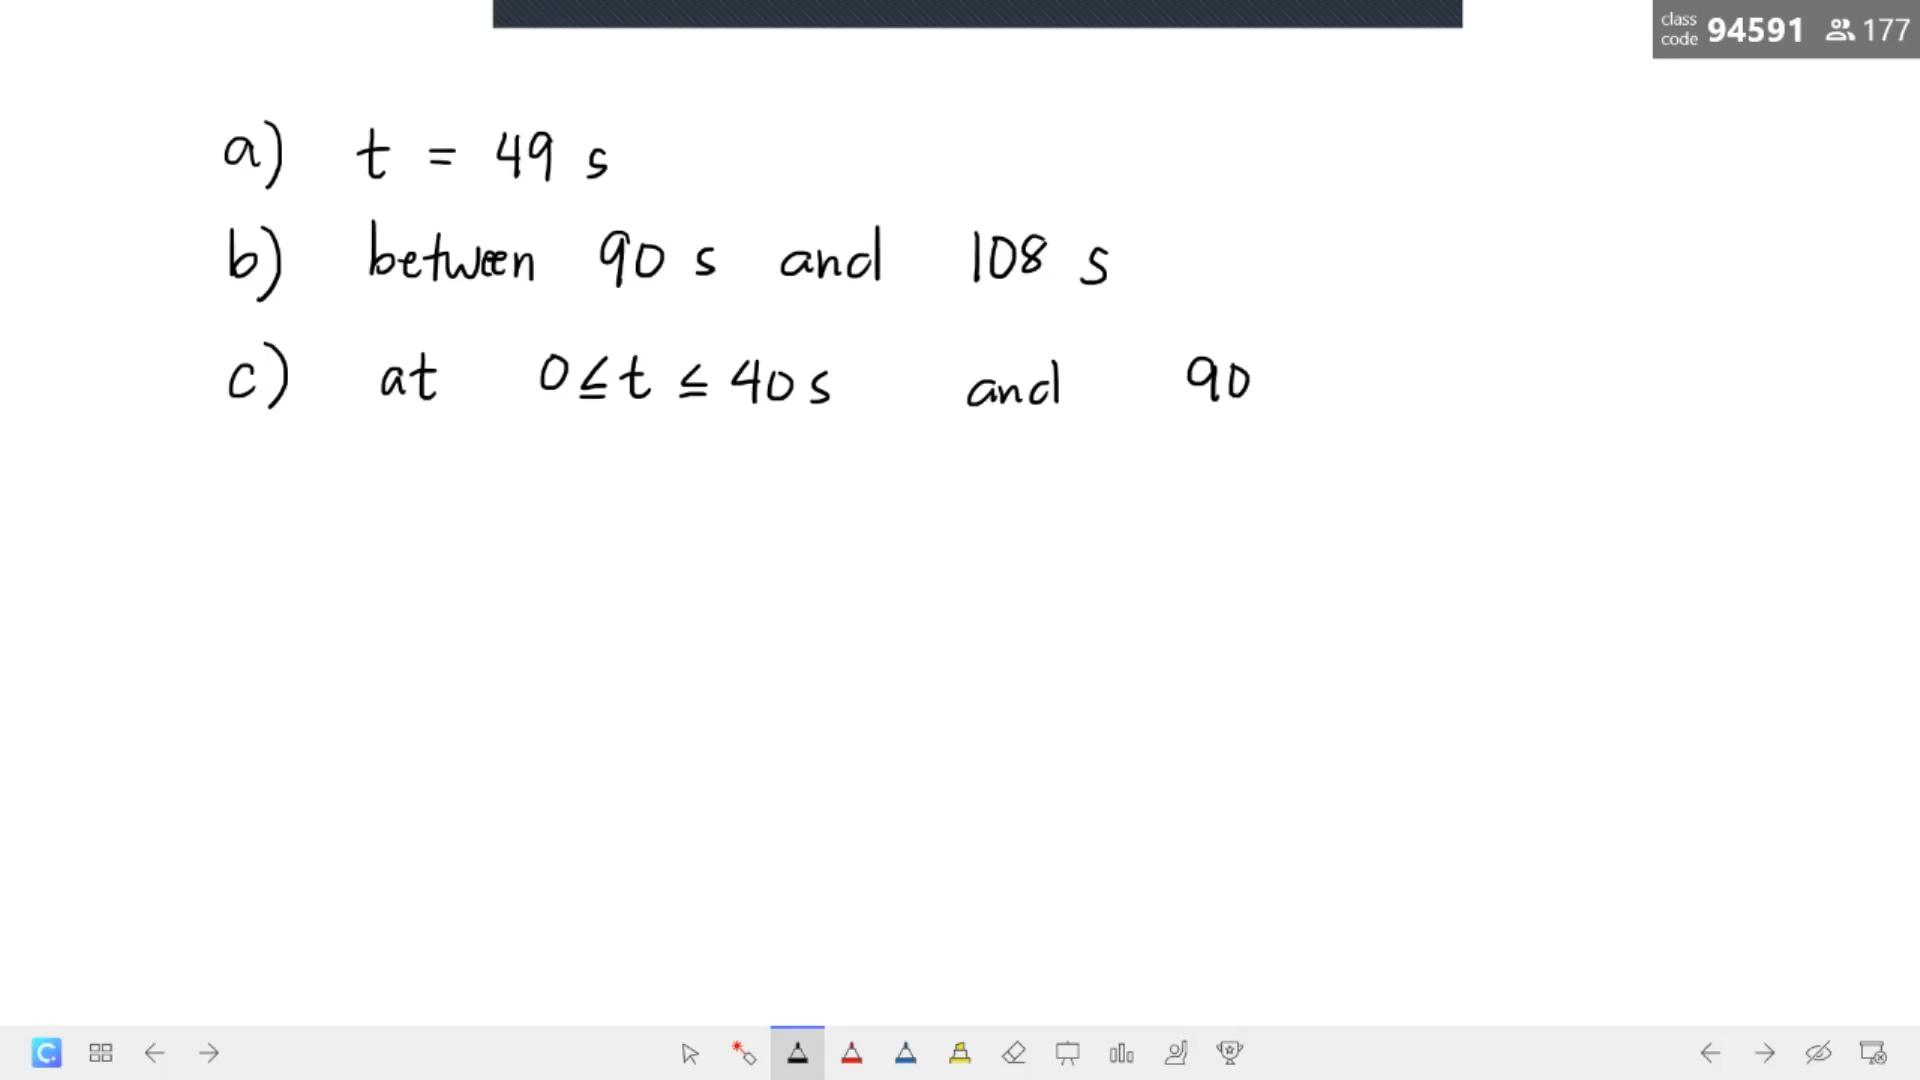 class code 94591 177
a) t = 49 s
b) between 90 s and 108 s
c) at 0 ≤ t ≤ 40 s and 90